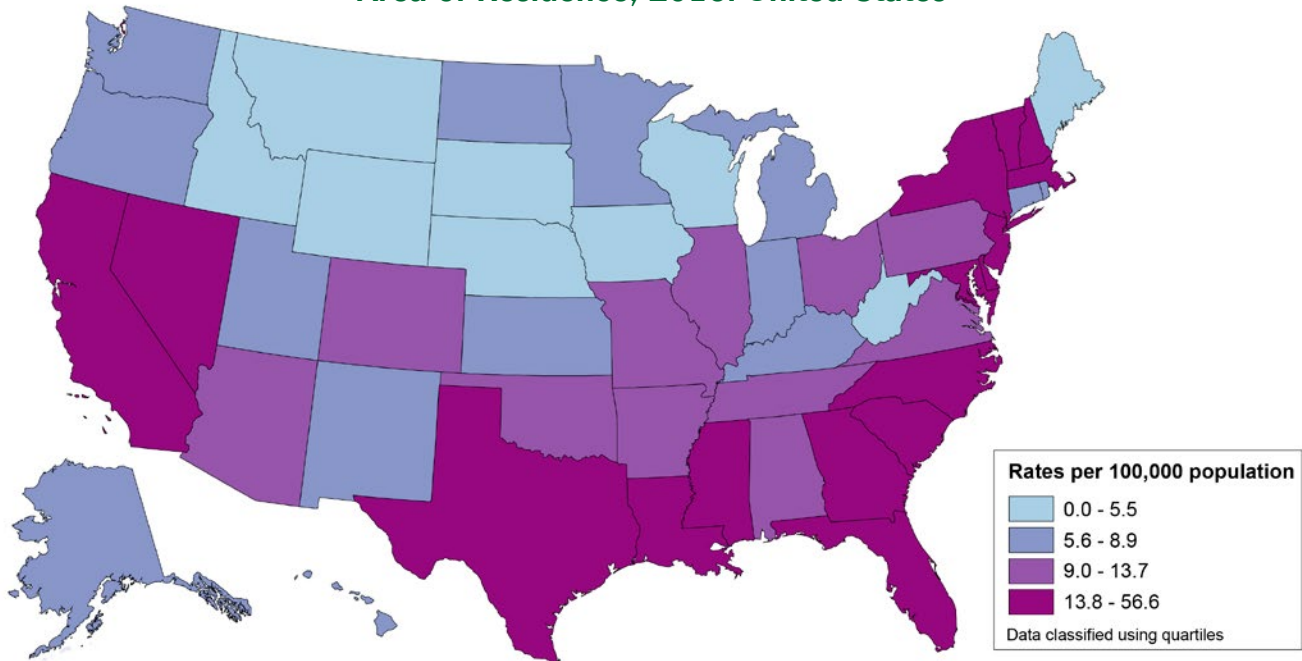 Area of Residence, United States
Rates per 100,000 population
0.0 - 5.5
5.6 - 8.9
9.0 - 13.7
13.8 - 56.6
Data classified using quartiles